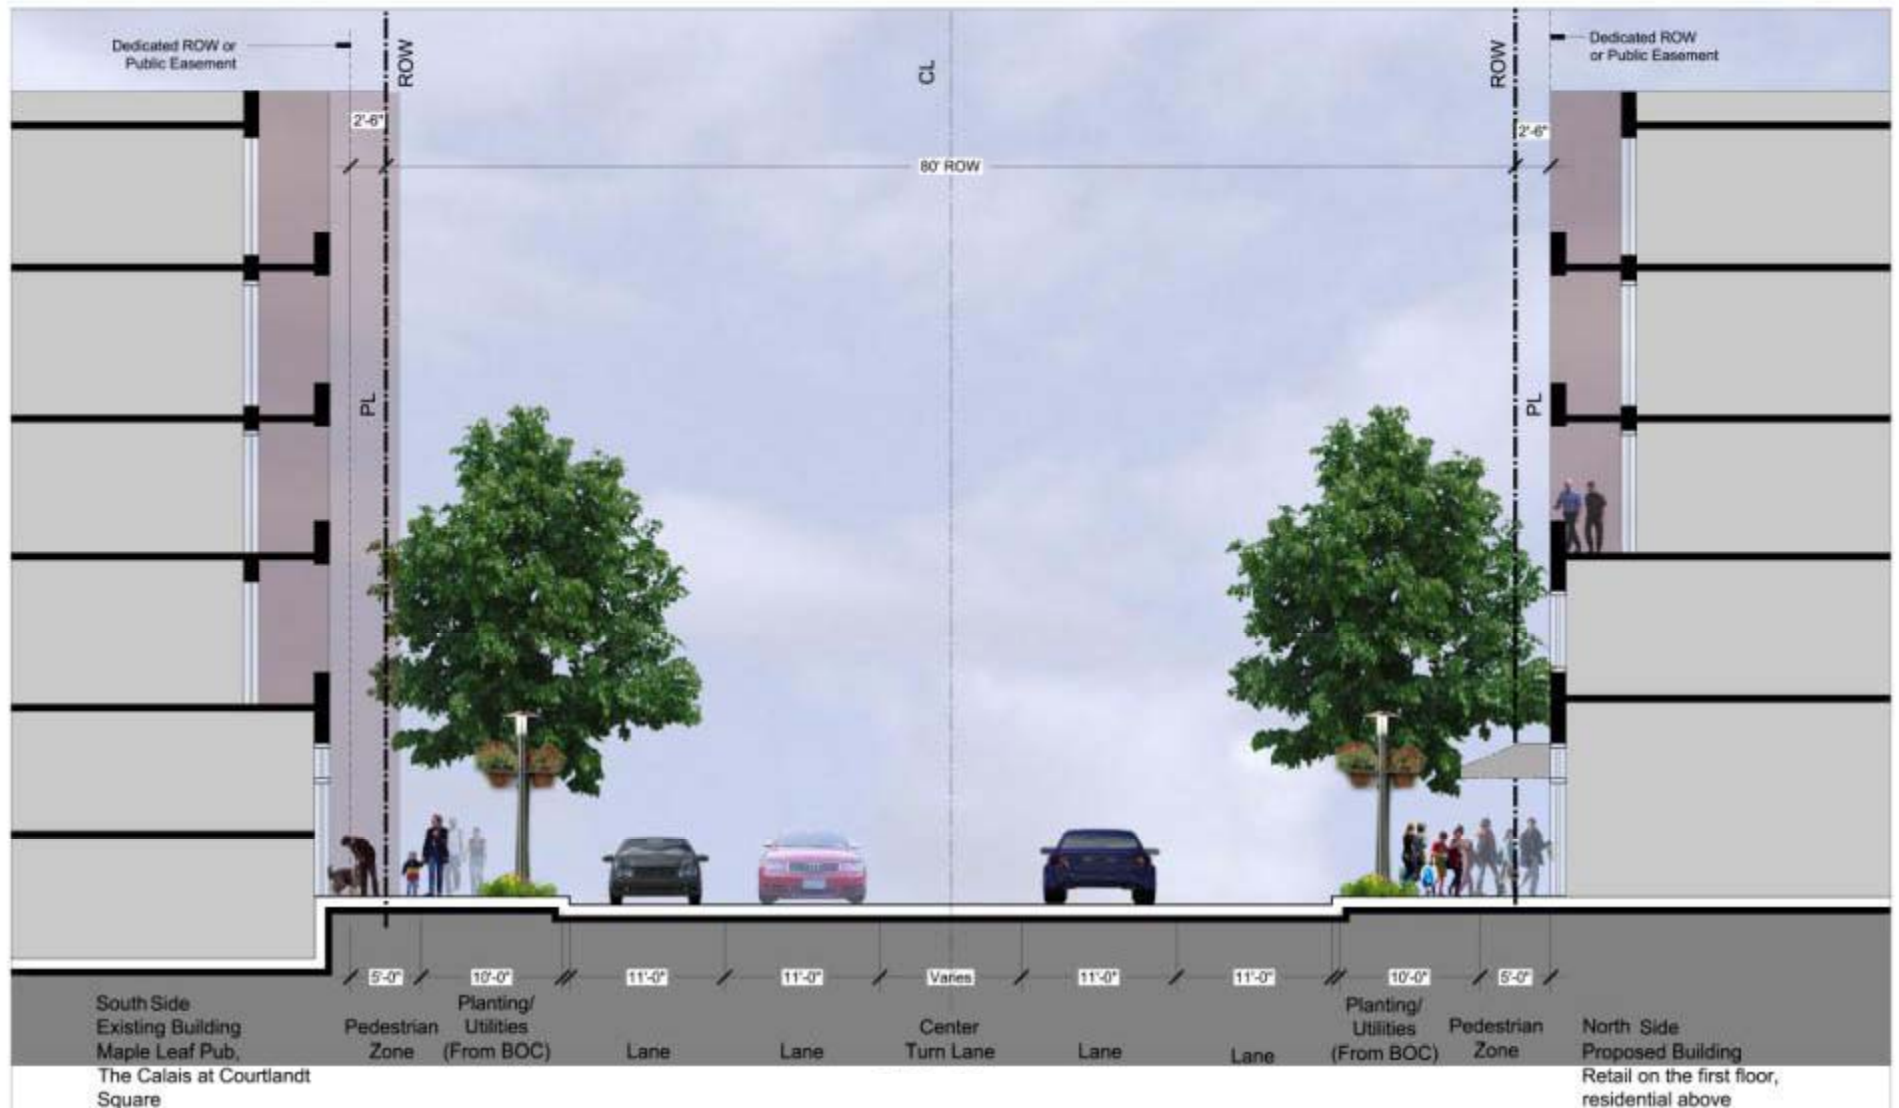 Dedicated ROW or
Public Easement
ROW
CL
ROW
Dedicated ROW
or Public Easement
2'-6"
2'-6"
80' ROW
PL
PL
5'-0"
10'-0"
11'-0"
11'-0"
Varies
11'-0"
11'-0"
10'-0"
5'-0"
South Side
Existing Building
Maple Leaf Pub,
The Calais at Courtlandt
Square
Pedestrian
Zone
Planting/
Utilities
(From BOC)
Lane
Lane
Center
Turn Lane
Lane
Lane
Planting/
Utilities
(From BOC)
Pedestrian
Zone
North Side
Proposed Building
Retail on the first floor,
residential above